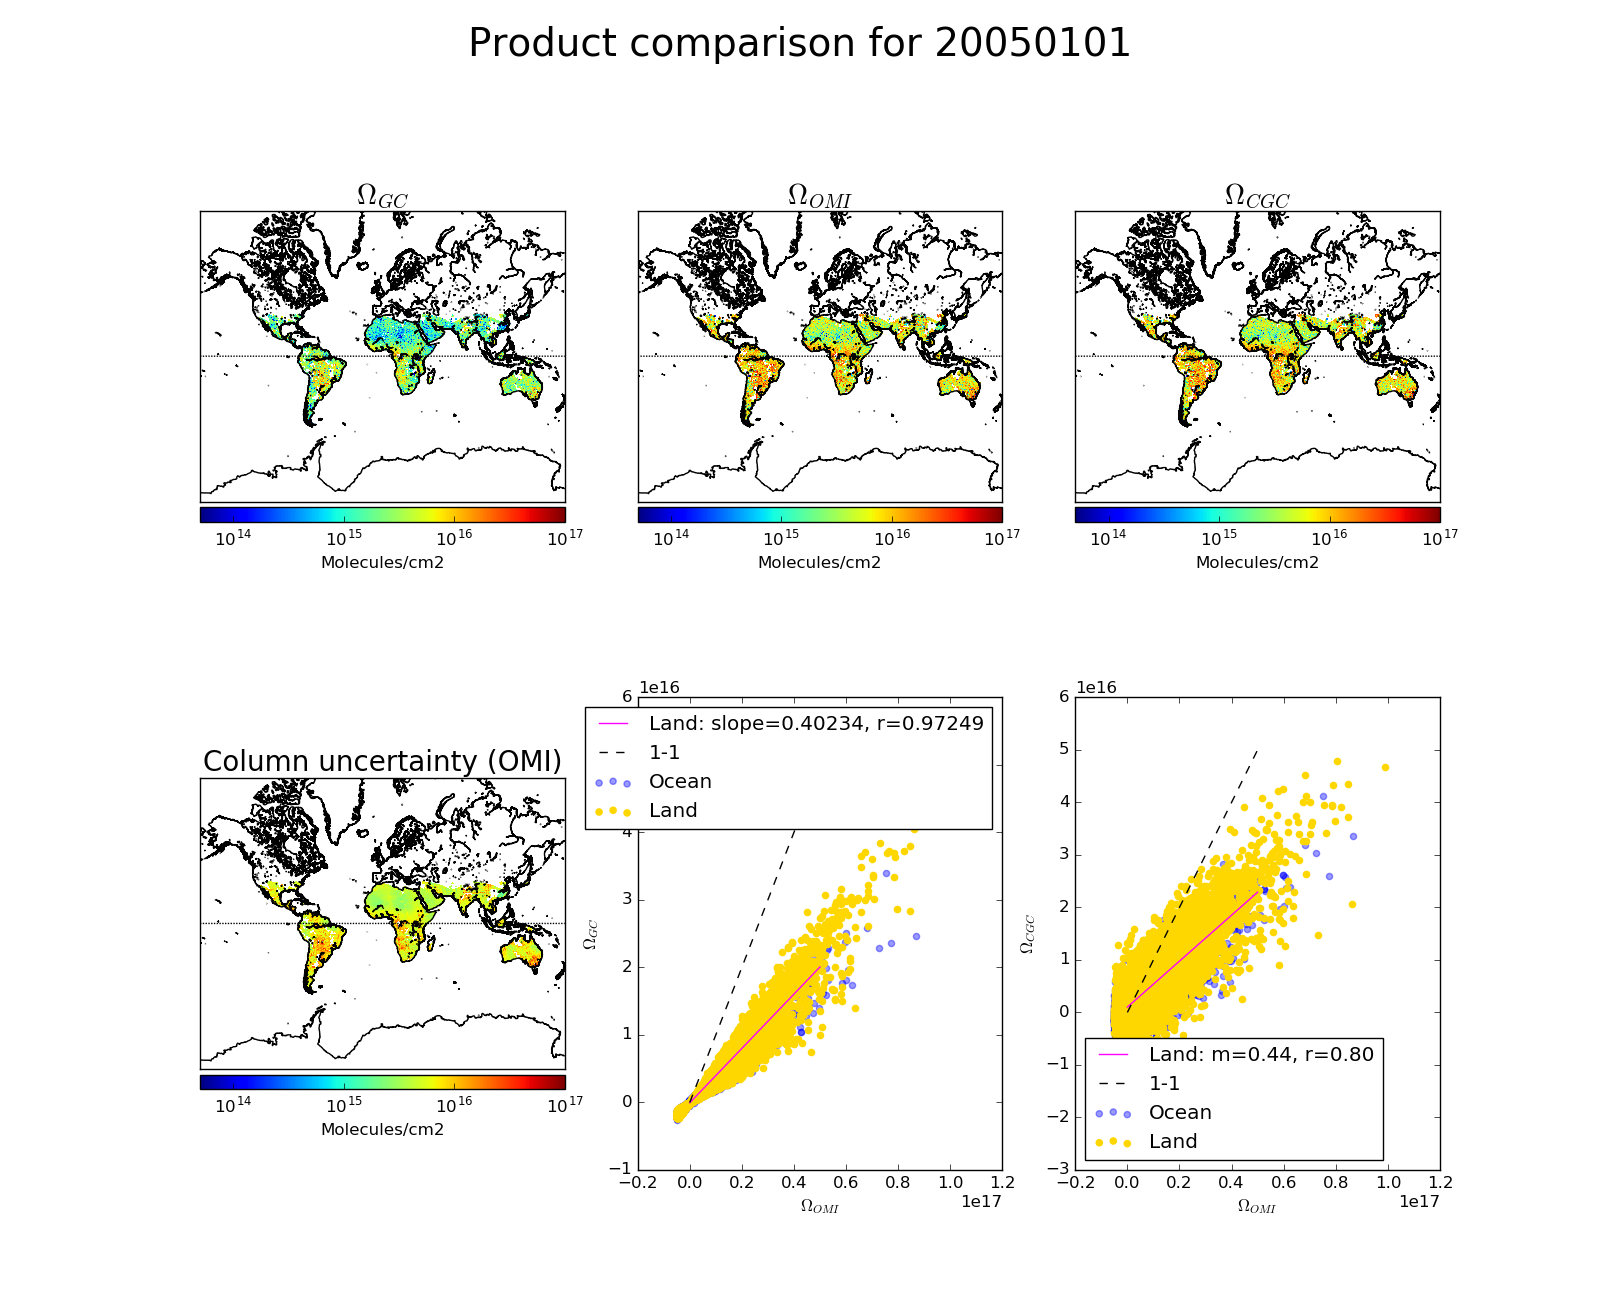 Product comparison for 20050101
Ω_GC
10^14 10^15 10^16 10^17
Molecules/cm2
Ω_OMI
10^14 10^15 10^16 10^17
Molecules/cm2
Ω_CGC
10^14 10^15 10^16 10^17
Molecules/cm2
Column uncertainty (OMI)
10^14 10^15 10^16 10^17
Molecules/cm2
1e16
6
4
3
2
1
0
−1
Ω_GC
Land: slope=0.40234, r=0.97249
1-1
Ocean
Land
−0.2 0.0 0.2 0.4 0.6 0.8 1.0 1.2
1e17
Ω_OMI
1e16
6
5
4
3
2
1
0
−1
−2
−3
Ω_CGC
Land: m=0.44, r=0.80
1-1
Ocean
Land
−0.2 0.0 0.2 0.4 0.6 0.8 1.0 1.2
1e17
Ω_OMI